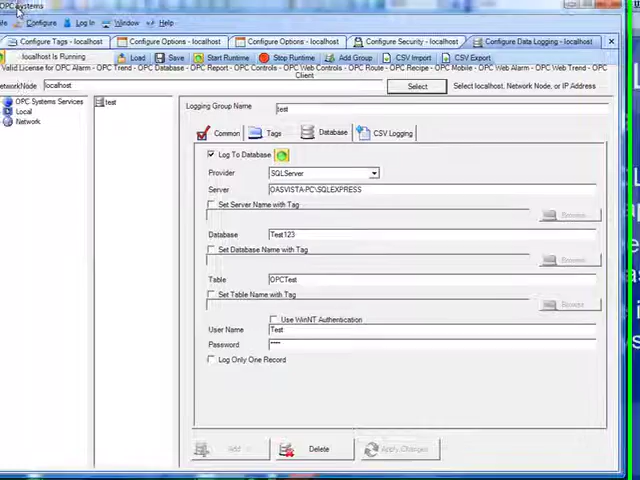 OPC Systems
Configure Log In Window Help
Configure Tags - localhost Configure Options - localhost Configure Options - localhost Configure Security - localhost Configure Data Logging - localhost
localhost Is Running Load Save Start Runtime Stop Runtime Add Group CSV Import CSV Export
Valid License for OPC Alarm - OPC Trend - OPC Database - OPC Report - OPC Controls - OPC Web Controls - OPC Route - OPC Recipe - OPC Mobile - OPC Web Alarm - OPC Web Trend - OPC
Client
NetworkNode localhost Select Select localhost, Network Node, or IP Address
OPC Systems Services
Local
Network
test
Logging Group Name test
Common Tags Database CSV Logging
Log To Database
Provider SQLServer
Server OASVISTA-PC\SQLEXPRESS
Set Server Name with Tag
Browse
Database Test123
Set Database Name with Tag
Browse
Table OPCTest
Set Table Name with Tag
Browse
Use WinNT Authentication
User Name Test
Password ****
Log Only One Record
Add Delete Apply Changes